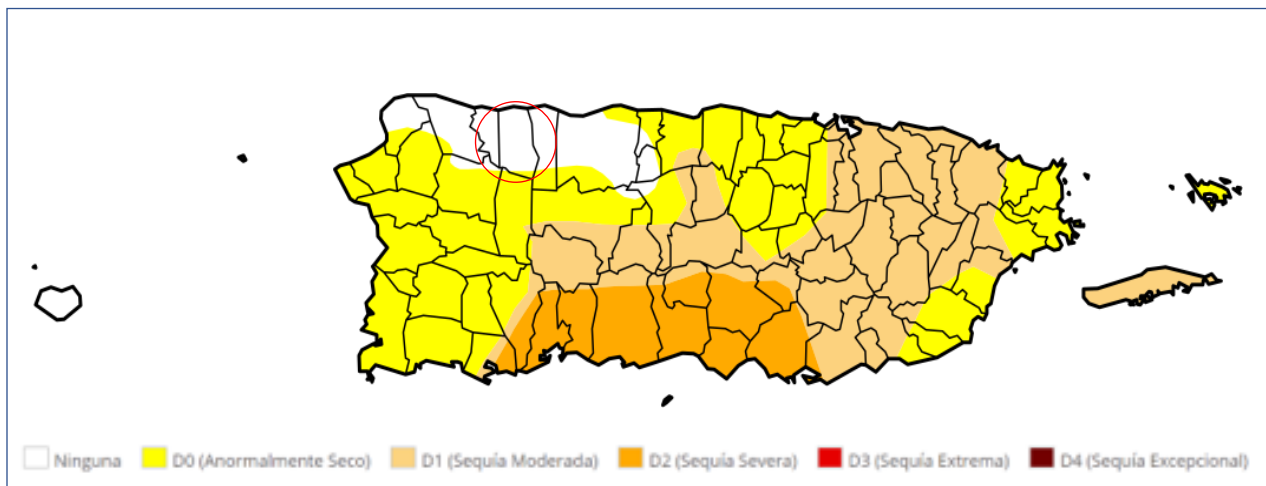 Ninguna D0 (Anormalmente Seco) D1 (Sequía Moderada) D2 (Sequía Severa) D3 (Sequía Extrema) D4 (Sequía Excepcional)